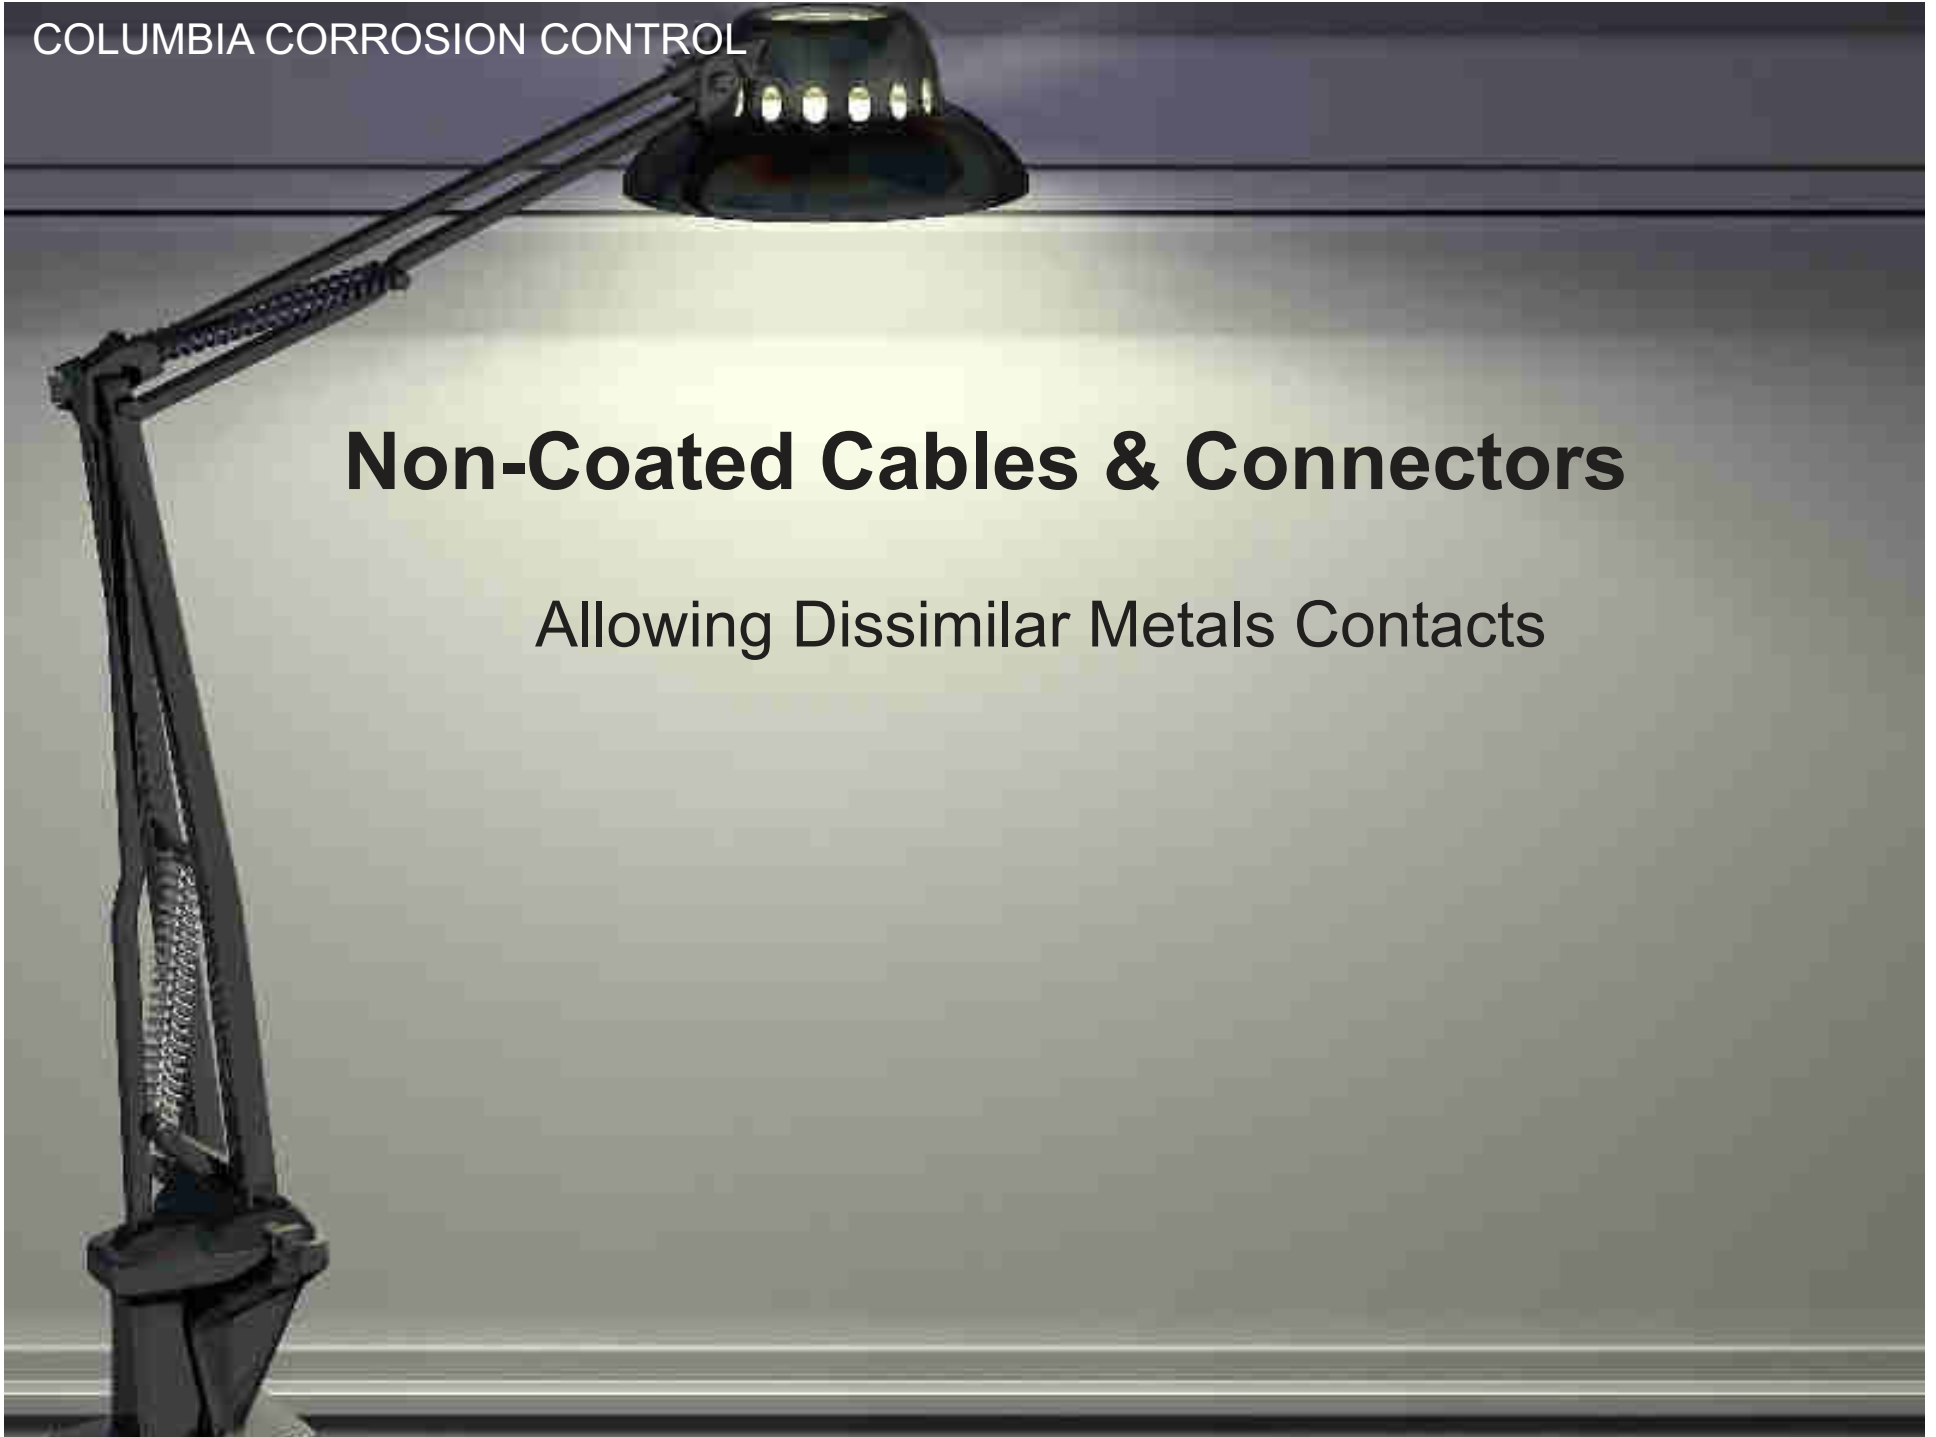 COLUMBIA CORROSION CONTROL
Non-Coated Cables & Connectors
Allowing Dissimilar Metals Contacts